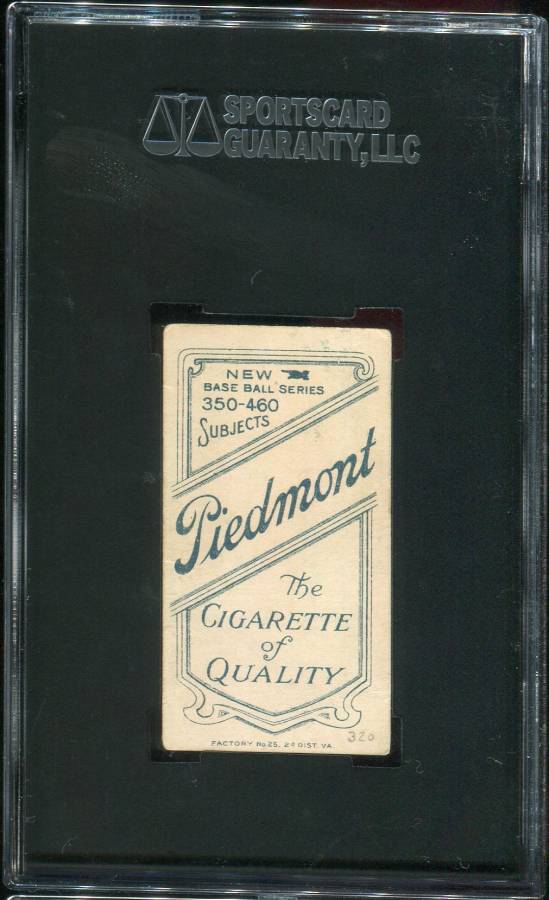 SPORTSCARD
GUARANTY, LLC
NEW
BASE BALL SERIES
350-460
SUBJECTS
Piedmont
The
CIGARETTE
of
QUALITY
320
FACTORY No 25, 2d DIST. VA.